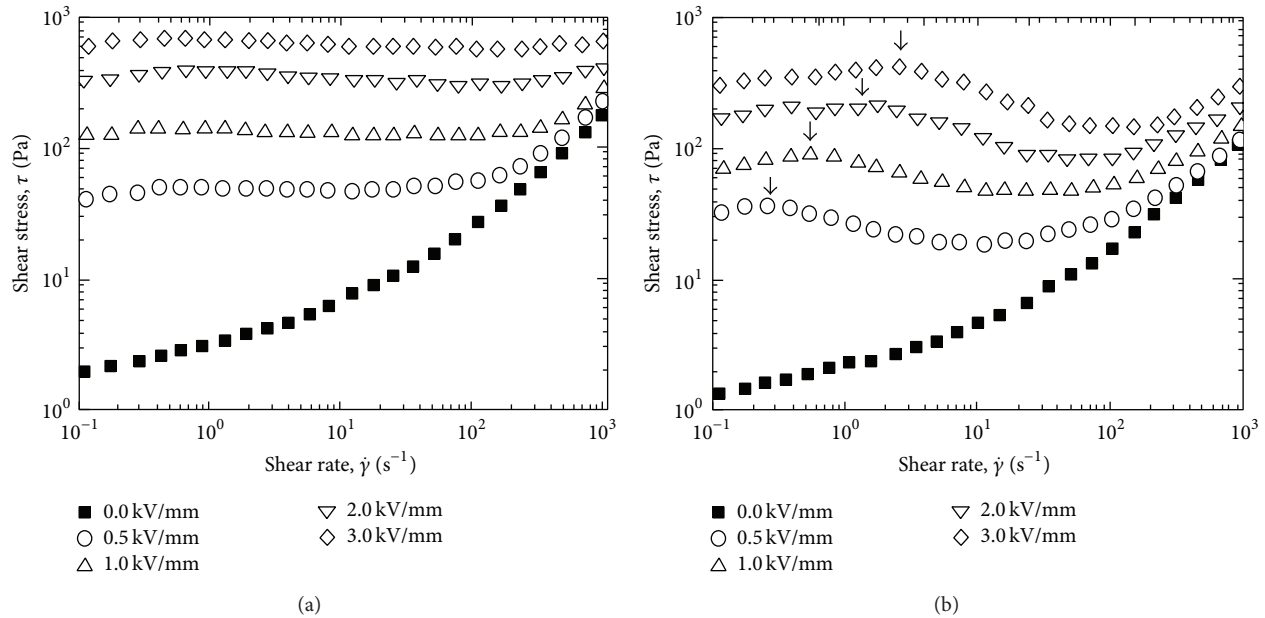 10³
10²
10¹
10⁰
Shear stress, τ (Pa)
10⁻¹ 10⁰ 10¹ 10² 10³
Shear rate, γ̇ (s⁻¹)
0.0 kV/mm
0.5 kV/mm
1.0 kV/mm
2.0 kV/mm
3.0 kV/mm
(a)
10³
10²
10¹
10⁰
Shear stress, τ (Pa)
10⁻¹ 10⁰ 10¹ 10² 10³
Shear rate, γ̇ (s⁻¹)
0.0 kV/mm
0.5 kV/mm
1.0 kV/mm
2.0 kV/mm
3.0 kV/mm
(b)